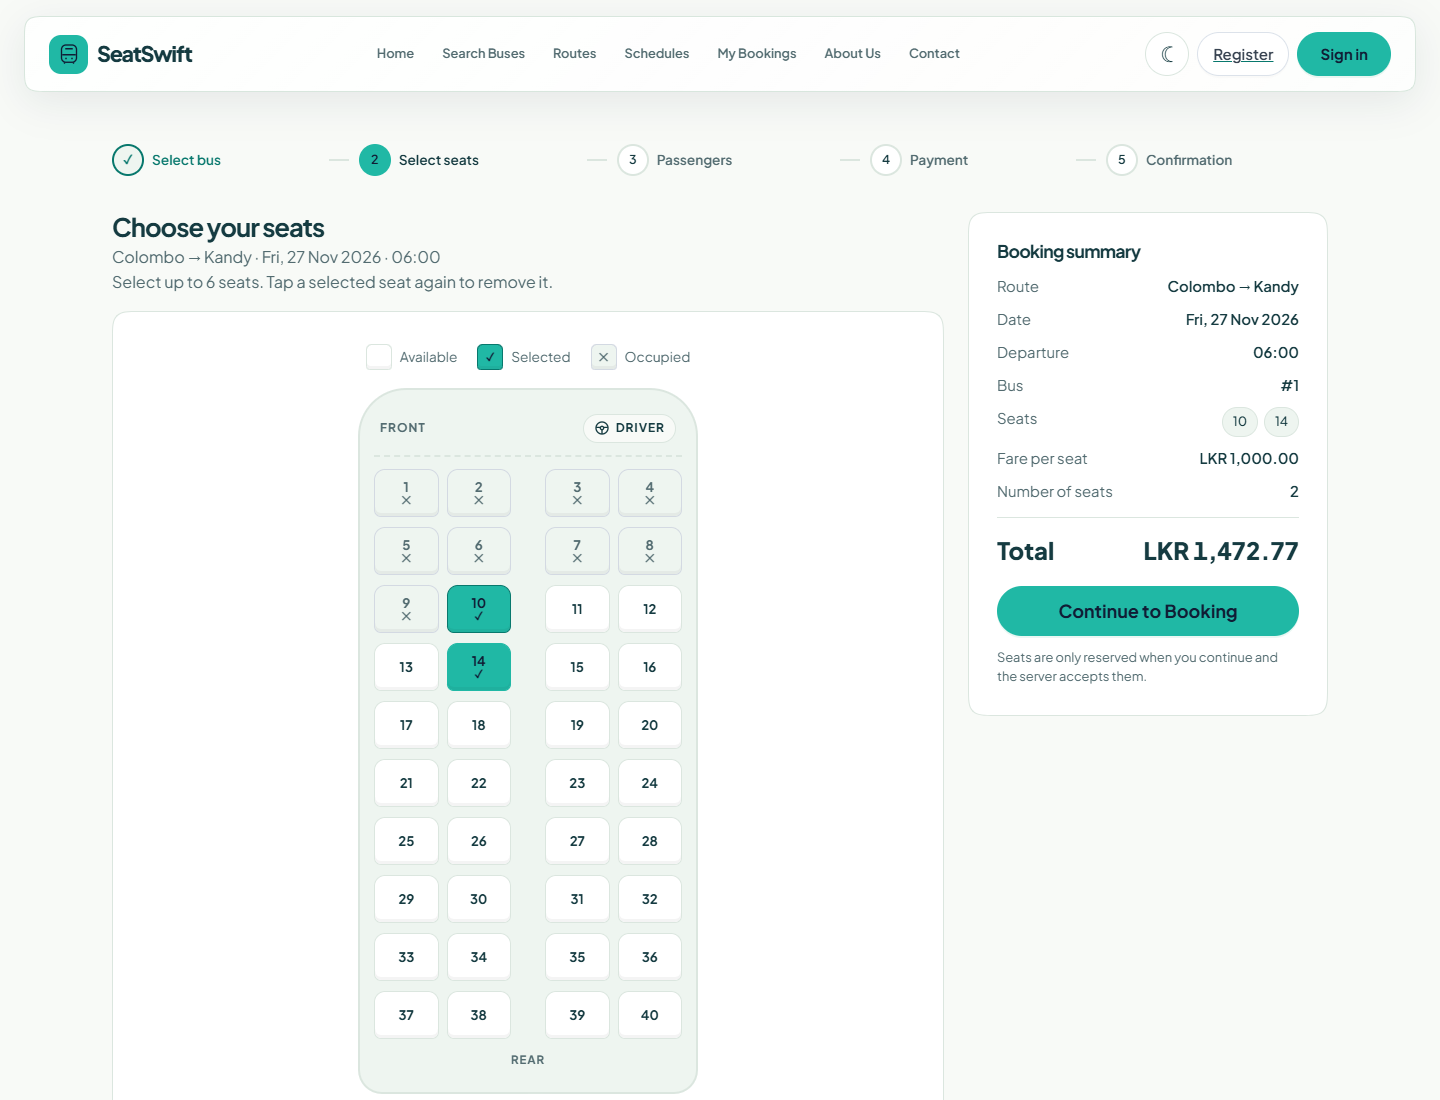 SeatSwift
Home Search Buses Routes Schedules My Bookings About Us Contact
Register Sign in
✓ Select bus 2 Select seats 3 Passengers 4 Payment 5 Confirmation
Choose your seats
Colombo → Kandy · Fri, 27 Nov 2026 · 06:00
Select up to 6 seats. Tap a selected seat again to remove it.
Available ✓ Selected × Occupied
FRONT DRIVER
1 2 3 4
× × × ×
5 6 7 8
× × × ×
9 10 11 12
× ✓
13 14 15 16
✓
17 18 19 20
21 22 23 24
25 26 27 28
29 30 31 32
33 34 35 36
37 38 39 40
REAR
Booking summary
Route Colombo → Kandy
Date Fri, 27 Nov 2026
Departure 06:00
Bus #1
Seats 10 14
Fare per seat LKR 1,000.00
Number of seats 2
Total LKR 1,472.77
Continue to Booking
Seats are only reserved when you continue and
the server accepts them.